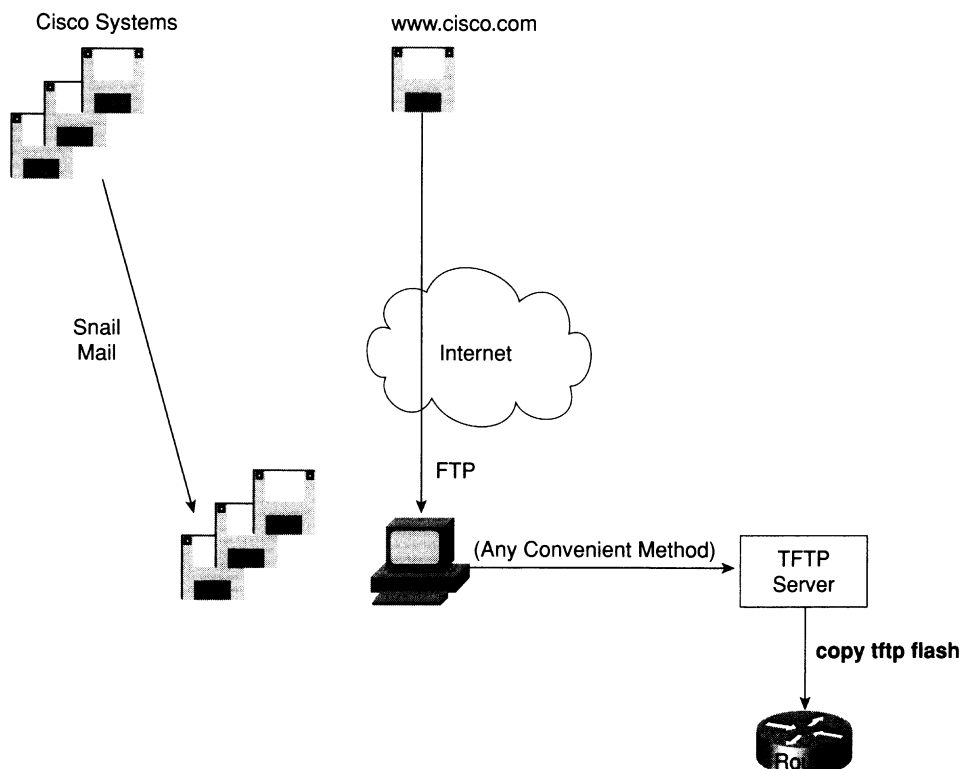 Cisco Systems
www.cisco.com
Snail
Mail
Internet
FTP
(Any Convenient Method)
TFTP
Server
copy tftp flash